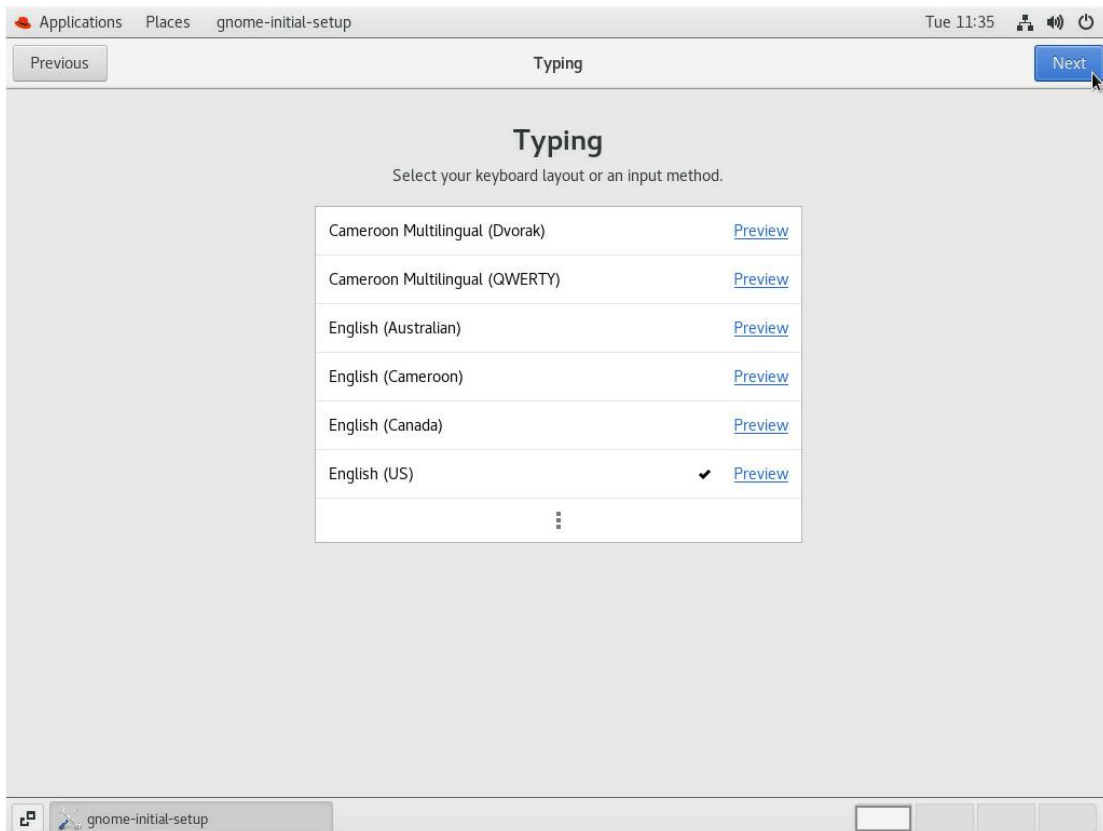 Applications Places gnome-initial-setup Tue 11:35
Previous Typing Next
Typing
Select your keyboard layout or an input method.
Cameroon Multilingual (Dvorak) Preview
Cameroon Multilingual (QWERTY) Preview
English (Australian) Preview
English (Cameroon) Preview
English (Canada) Preview
English (US) Preview
gnome-initial-setup